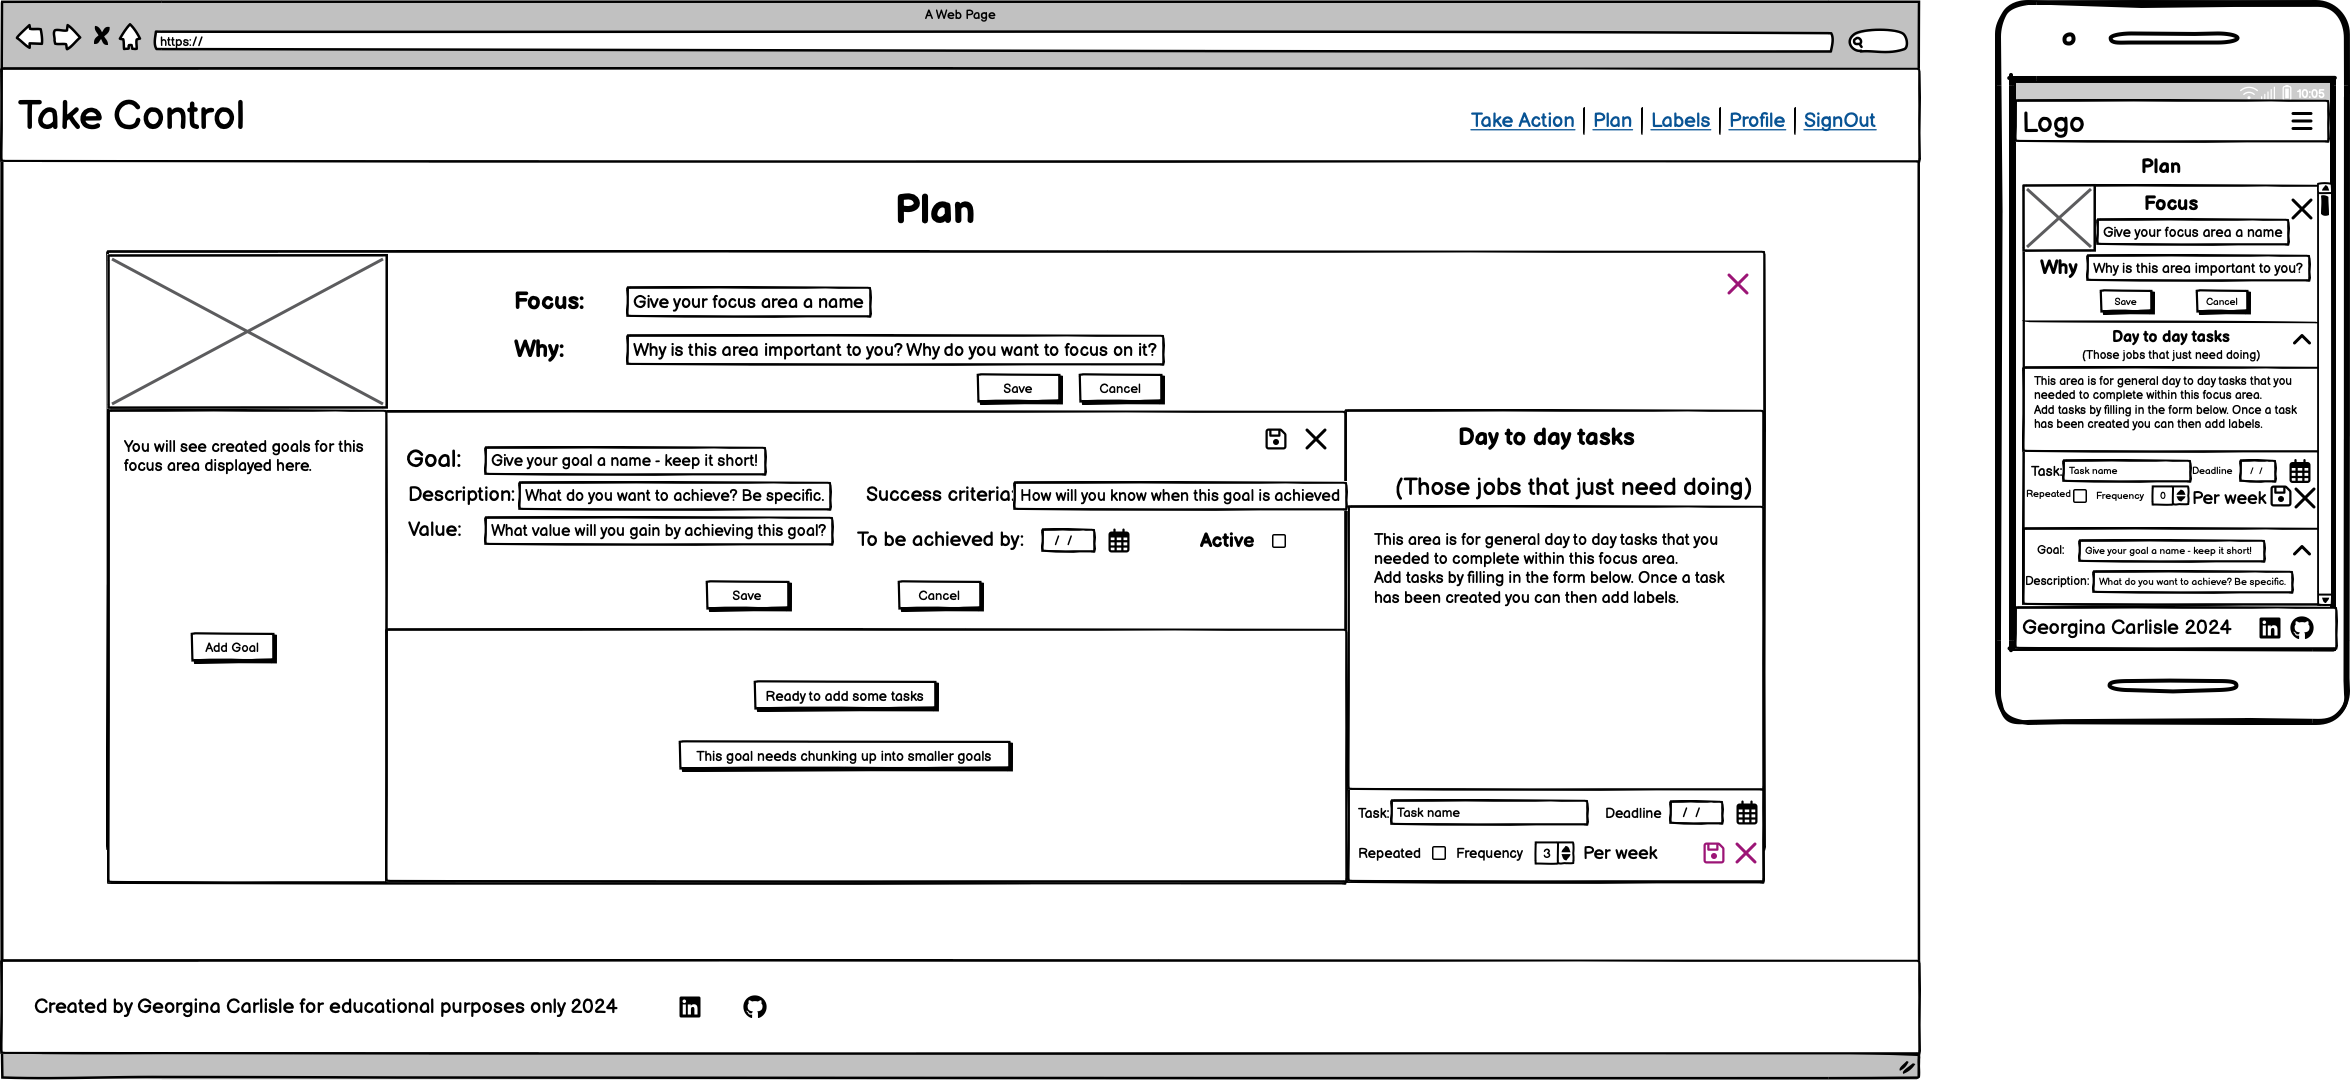 A Web Page
https://
Take Control
Take Action | Plan | Labels | Profile | SignOut
Plan
Focus: Give your focus area a name
Why: Why is this area important to you? Why do you want to focus on it?
Save Cancel
You will see created goals for this
focus area displayed here.
Add Goal
Goal: Give your goal a name - keep it short!
Description: What do you want to achieve? Be specific. Success criteria: How will you know when this goal is achieved
Value: What value will you gain by achieving this goal? To be achieved by: / / Active
Save Cancel
Ready to add some tasks
This goal needs chunking up into smaller goals
Day to day tasks
(Those jobs that just need doing)
This area is for general day to day tasks that you
needed to complete within this focus area.
Add tasks by filling in the form below. Once a task
has been created you can then add labels.
Task: Task name Deadline / /
Repeated Frequency 3 Per week
Created by Georgina Carlisle for educational purposes only 2024
10:05
Logo
Plan
Focus
Give your focus area a name
Why Why is this area important to you?
Save Cancel
Day to day tasks
(Those jobs that just need doing)
This area is for general day to day tasks that you
needed to complete within this focus area.
Add tasks by filling in the form below. Once a task
has been created you can then add labels.
Task: Task name Deadline / /
Repeated Frequency 0 Per week
Goal: Give your goal a name - keep it short!
Description: What do you want to achieve? Be specific.
Georgina Carlisle 2024